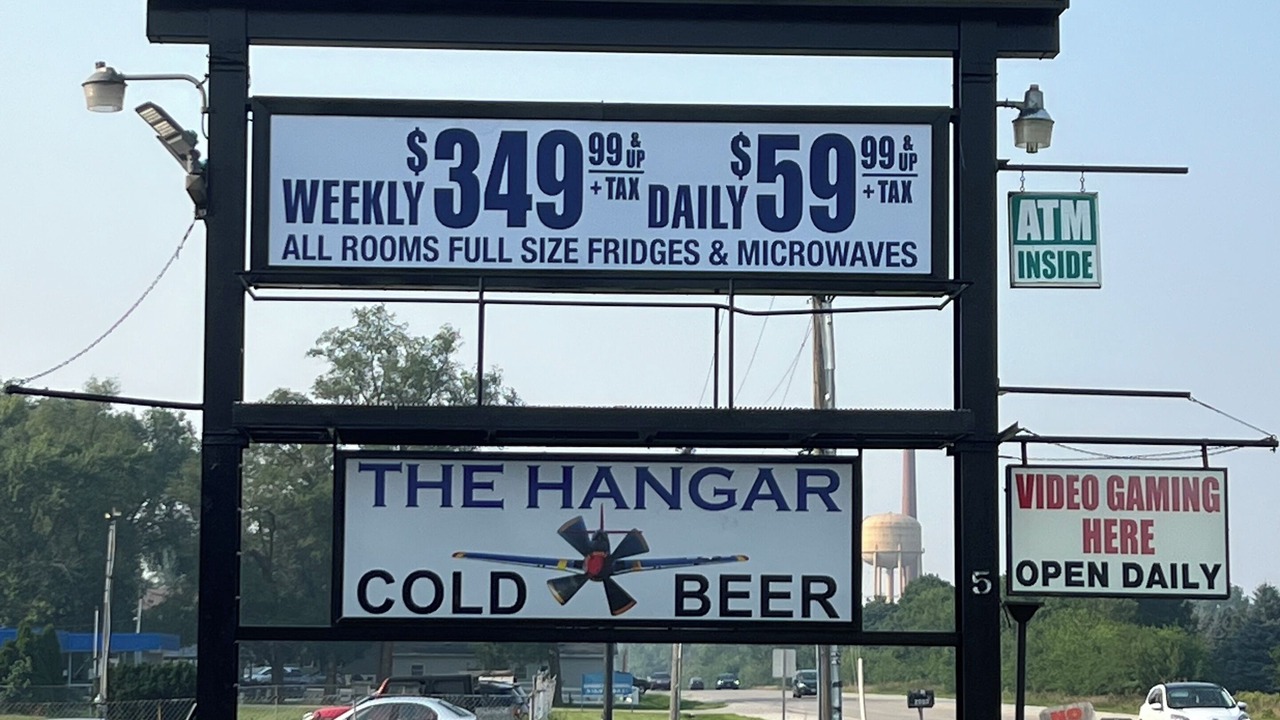 $349 99 & UP + TAX $59 99 & UP + TAX
WEEKLY DAILY
ALL ROOMS FULL SIZE FRIDGES & MICROWAVES
ATM
INSIDE
THE HANGAR
COLD BEER
VIDEO GAMING
HERE
OPEN DAILY
5
NO